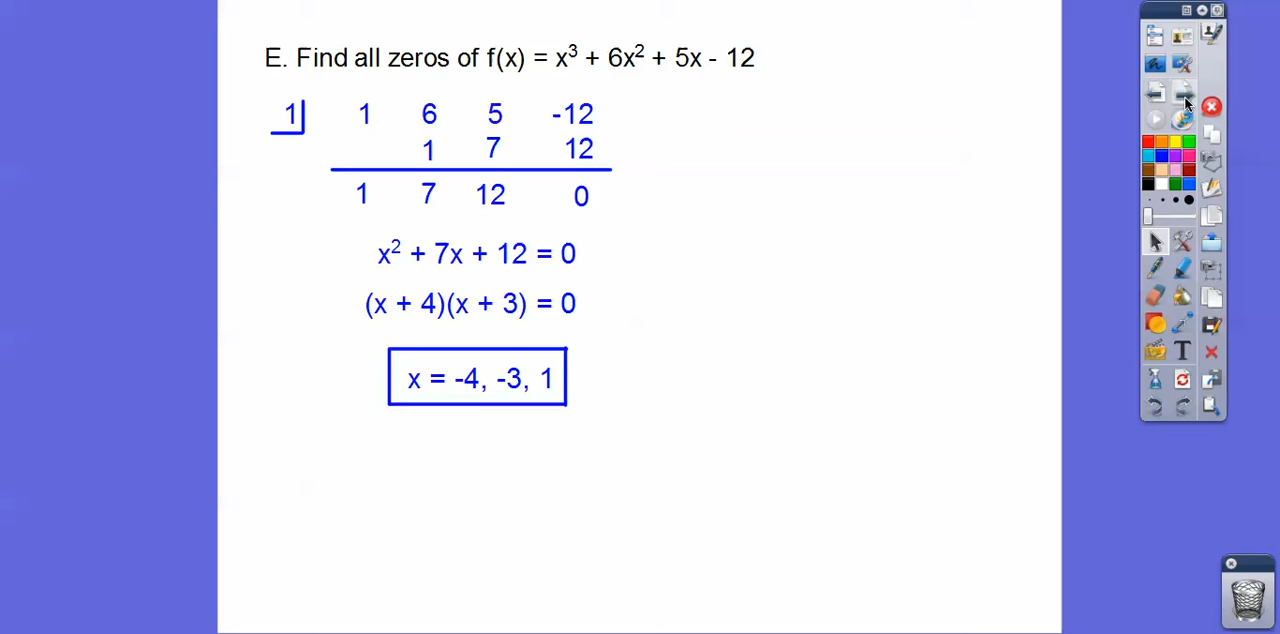 E. Find all zeros of f(x) = x³ + 6x² + 5x - 12
1 1 6 5 -12
1 7 12
1 7 12 0
x² + 7x + 12 = 0
(x + 4)(x + 3) = 0
x = -4, -3, 1